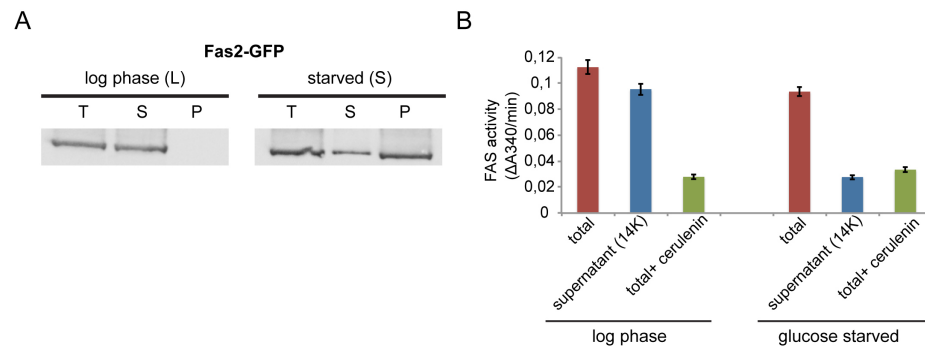 A
Fas2-GFP
log phase (L)
starved (S)
T S P
T S P
B
FAS activity
(ΔA340/min)
0,12
0,1
0,08
0,06
0,04
0,02
0
total
supernatant (14K)
total+ cerulenin
total
supernatant (14K)
total+ cerulenin
log phase
glucose starved